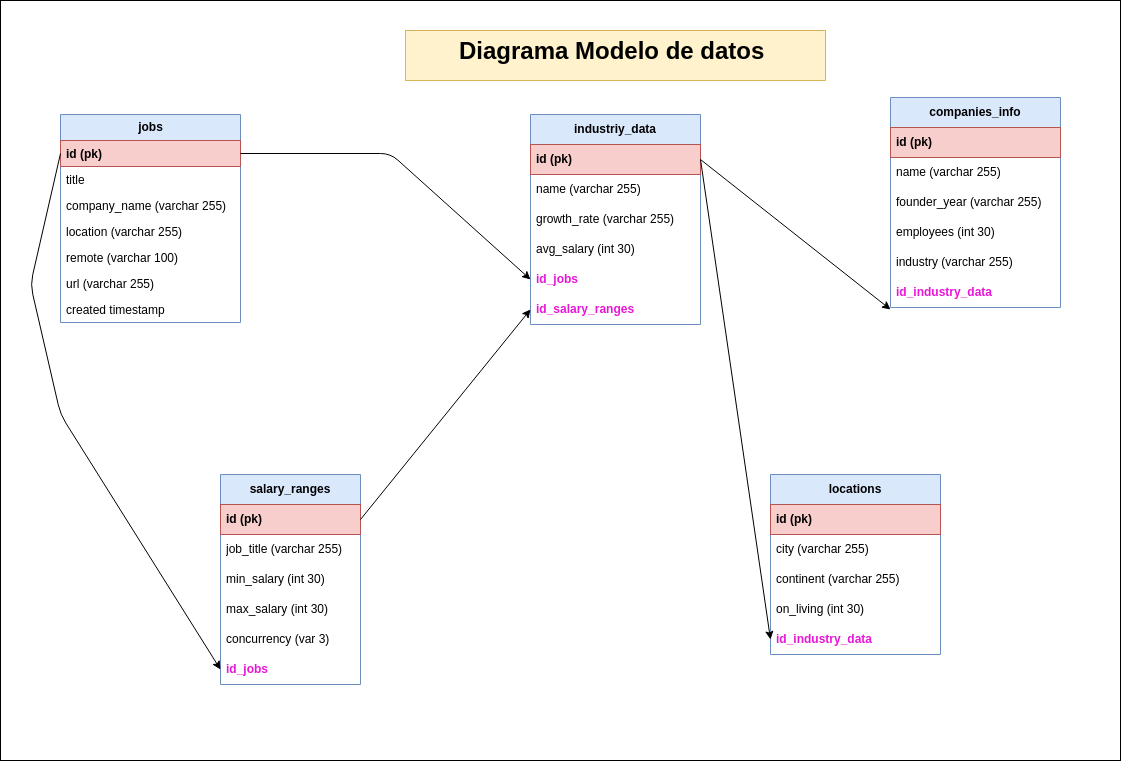 Diagrama Modelo de datos
jobs
id (pk)
title
company_name (varchar 255)
location (varchar 255)
remote (varchar 100)
url (varchar 255)
created timestamp
industriy_data
id (pk)
name (varchar 255)
growth_rate (varchar 255)
avg_salary (int 30)
id_jobs
id_salary_ranges
companies_info
id (pk)
name (varchar 255)
founder_year (varchar 255)
employees (int 30)
industry (varchar 255)
id_industry_data
salary_ranges
id (pk)
job_title (varchar 255)
min_salary (int 30)
max_salary (int 30)
concurrency (var 3)
id_jobs
locations
id (pk)
city (varchar 255)
continent (varchar 255)
on_living (int 30)
id_industry_data